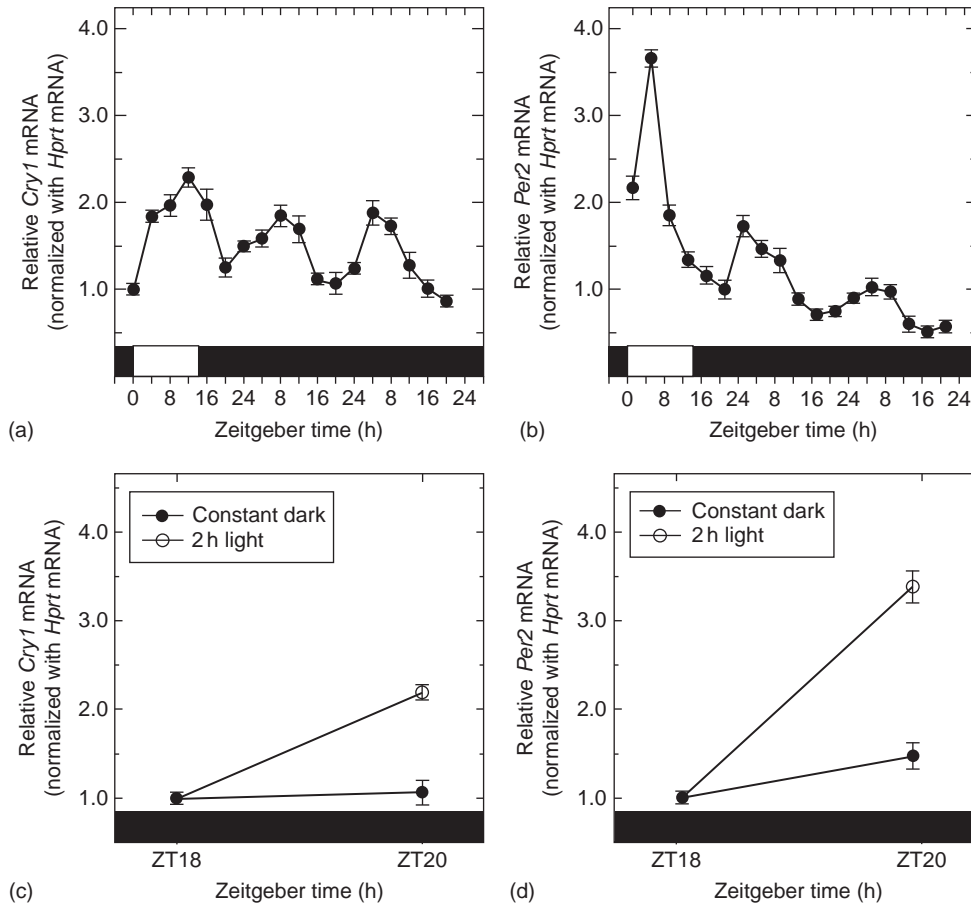 Relative Cry1 mRNA
(normalized with Hprt mRNA)
4.0
3.0
2.0
1.0
0 8 16 24 8 24 8 16 24
(a)
Zeitgeber time (h)
Relative Per2 mRNA
(normalized with Hprt mRNA)
4.0
3.0
2.0
1.0
0 8 16 24 8 24 8 16 24
(b)
Zeitgeber time (h)
Relative Cry1 mRNA
(normalized with Hprt mRNA)
4.0
3.0
2.0
1.0
Constant dark
2 h light
ZT18 ZT20
(c)
Zeitgeber time (h)
Relative Per2 mRNA
(normalized with Hprt mRNA)
4.0
3.0
2.0
1.0
Constant dark
2 h light
ZT18 ZT20
(d)
Zeitgeber time (h)